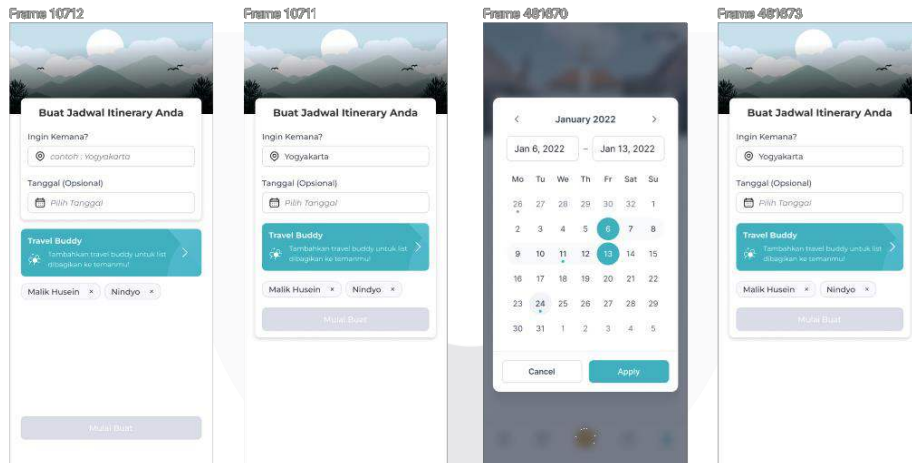 Frame 10712
Buat Jadwal Itinerary Anda
Ingin Kemana?
contoh : Yogyakarta
Tanggal (Opsional)
Pilih Tanggal
Travel Buddy
Tambahkan travel buddy untuk list
dibagikan ke temanmu!
Malik Husein × Nindyo ×
Mulai Buat
Frame 10711
Buat Jadwal Itinerary Anda
Ingin Kemana?
Yogyakarta
Tanggal (Opsional)
Pilih Tanggal
Travel Buddy
Tambahkan travel buddy untuk list
dibagikan ke temanmu!
Malik Husein × Nindyo ×
Mulai Buat
Frame 481670
January 2022
Jan 6, 2022 – Jan 13, 2022
Mo Tu We Th Fr Sat Su
26 27 28 29 30 32 1
2 3 4 5 6 7 8
9 10 11 12 13 14 15
16 17 18 19 20 21 22
23 24 25 26 27 28 29
30 31 1 2 3 4 5
Cancel Apply
Frame 481673
Buat Jadwal Itinerary Anda
Ingin Kemana?
Yogyakarta
Tanggal (Opsional)
Pilih Tanggal
Travel Buddy
Tambahkan travel buddy untuk list
dibagikan ke temanmu!
Malik Husein × Nindyo ×
Mulai Buat